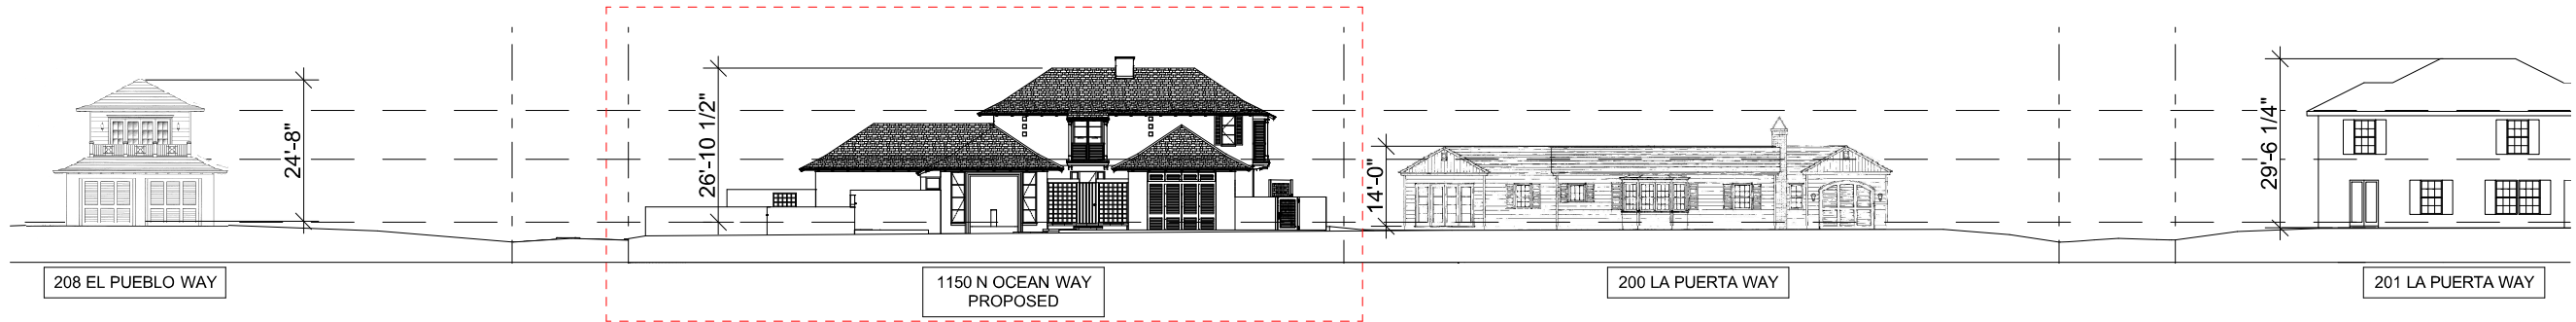 24'-8"
26'-10 1/2"
14'-0"
29'-6 1/4"
208 EL PUEBLO WAY
1150 N OCEAN WAY
PROPOSED
200 LA PUERTA WAY
201 LA PUERTA WAY